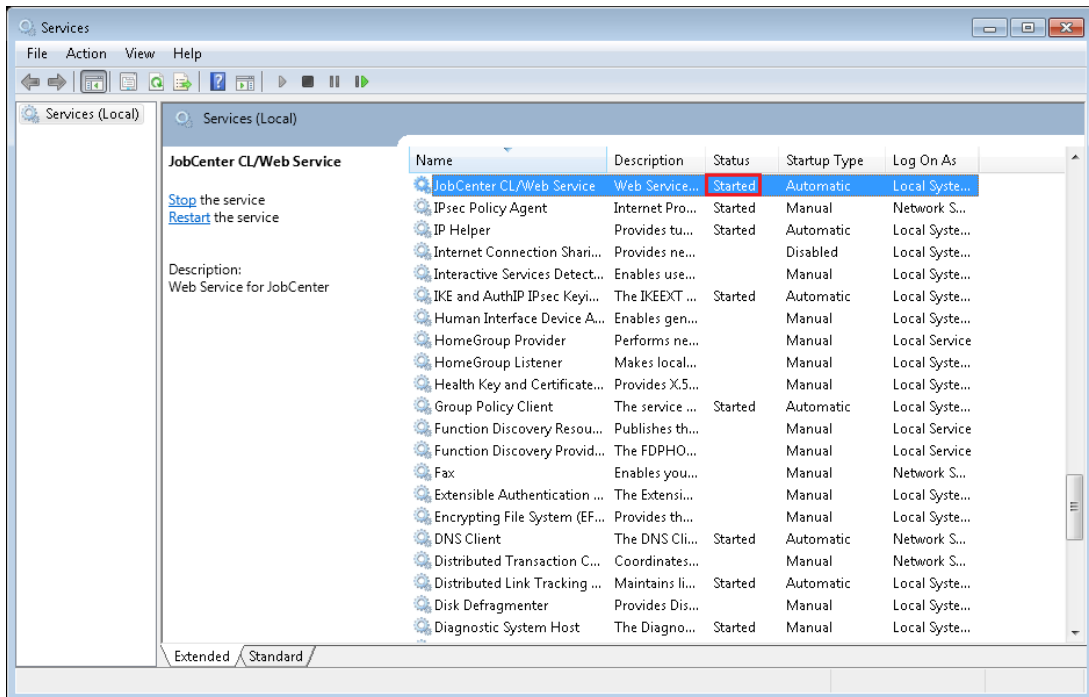 Services
File Action View Help
Services (Local)
Services (Local)
JobCenter CL/Web Service
Stop the service
Restart the service
Description:
Web Service for JobCenter
Name Description Status Startup Type Log On As
JobCenter CL/Web Service Web Service... Started Automatic Local Syste...
IPsec Policy Agent Internet Pro... Started Manual Network S...
IP Helper Provides tu... Started Automatic Local Syste...
Internet Connection Shari... Provides ne... Disabled Local Syste...
Interactive Services Detect... Enables use... Manual Local Syste...
IKE and AuthIP IPsec Keyi... The IKEEXT ... Started Automatic Local Syste...
Human Interface Device A... Enables gen... Manual Local Syste...
HomeGroup Provider Performs ne... Manual Local Service
HomeGroup Listener Makes local... Manual Local Syste...
Health Key and Certificate... Provides X.5... Manual Local Syste...
Group Policy Client The service ... Started Automatic Local Syste...
Function Discovery Resou... Publishes th... Manual Local Service
Function Discovery Provid... The FDPHO... Manual Local Service
Fax Enables you... Manual Network S...
Extensible Authentication ... The Extensi... Manual Local Syste...
Encrypting File System (EF... Provides th... Manual Local Syste...
DNS Client The DNS Cli... Started Automatic Network S...
Distributed Transaction C... Coordinates... Manual Network S...
Distributed Link Tracking ... Maintains li... Started Automatic Local Syste...
Disk Defragmenter Provides Dis... Manual Local Syste...
Diagnostic System Host The Diagno... Started Manual Local Syste...
Extended Standard